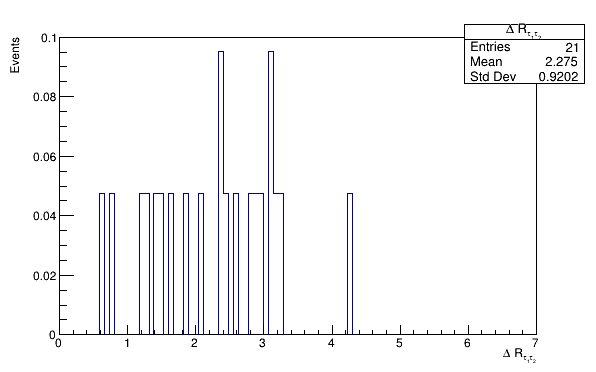 Δ R_{τ₁τ₂}
Entries 21
Mean 2.275
Std Dev 0.9202
Events
0.1
0.08
0.06
0.04
0.02
0
0 1 2 3 4 5 6 7
Δ R_{τ₁τ₂}